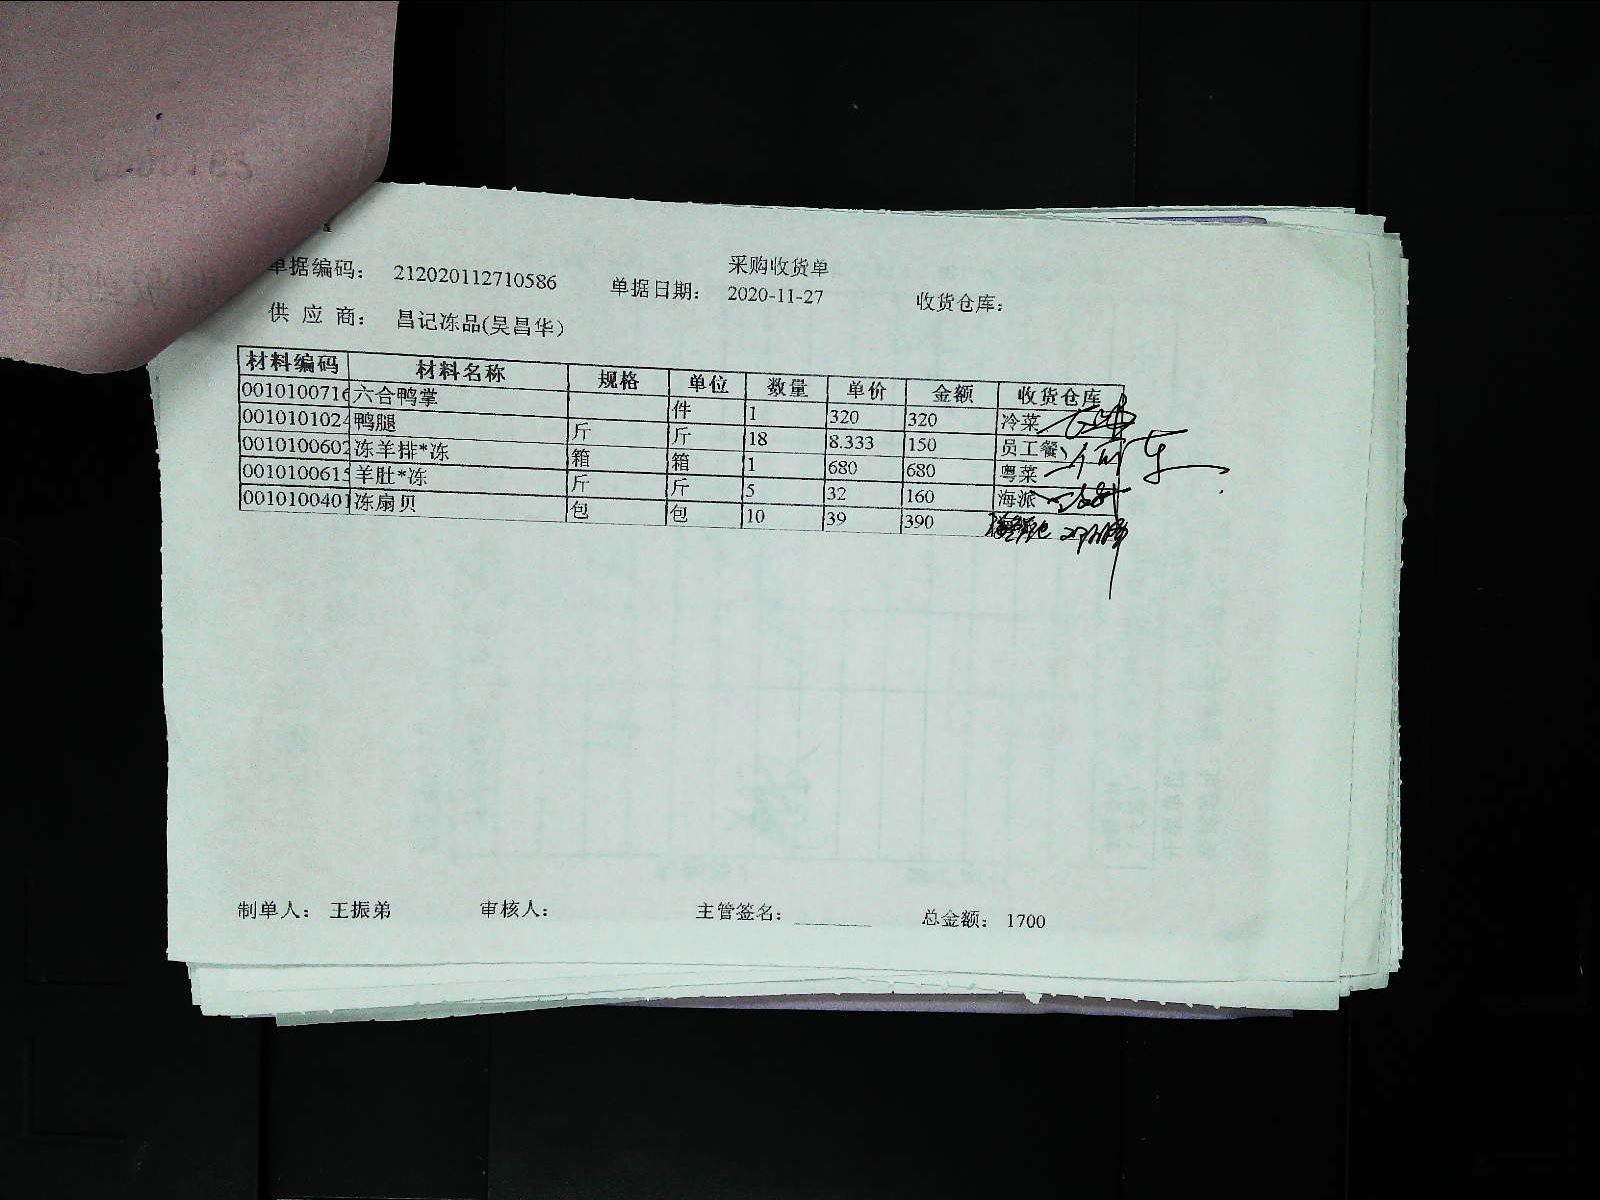 采购收货单
单据编码： 212020112710586 单据日期： 2020-11-27 收货仓库：
供 应 商： 昌记冻品(吴昌华)
材料编码 材料名称 规格 单位 数量 单价 金额 收货仓库
0010100716 六合鸭掌 件 1 320 320 冷菜
0010101024 鸭腿 斤 斤 18 8.333 150 员工餐
0010100602 冻羊排*冻 箱 箱 1 680 680 粤菜
0010100615 羊肚*冻 斤 斤 5 32 160 海派
0010100401 冻扇贝 包 包 10 39 390
制单人： 王振弟 审核人： 主管签名： 总金额： 1700